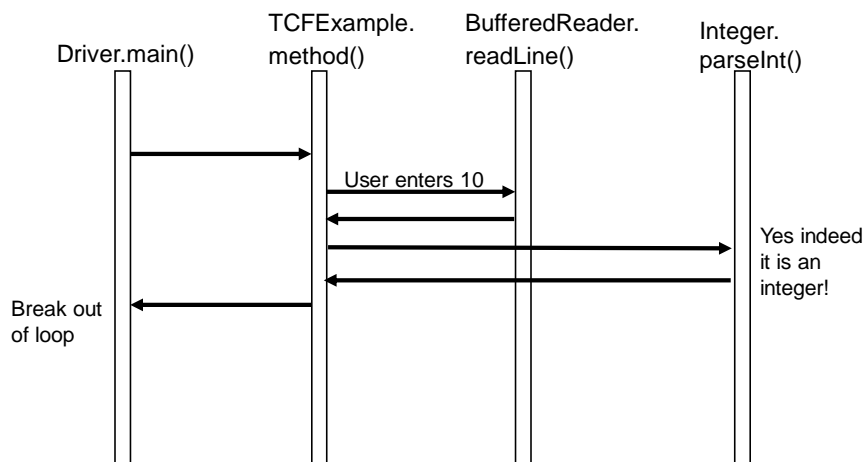 Driver.main()
TCFExample.
method()
BufferedReader.
readLine()
Integer.
parseInt()
User enters 10
Yes indeed
it is an
integer!
Break out
of loop